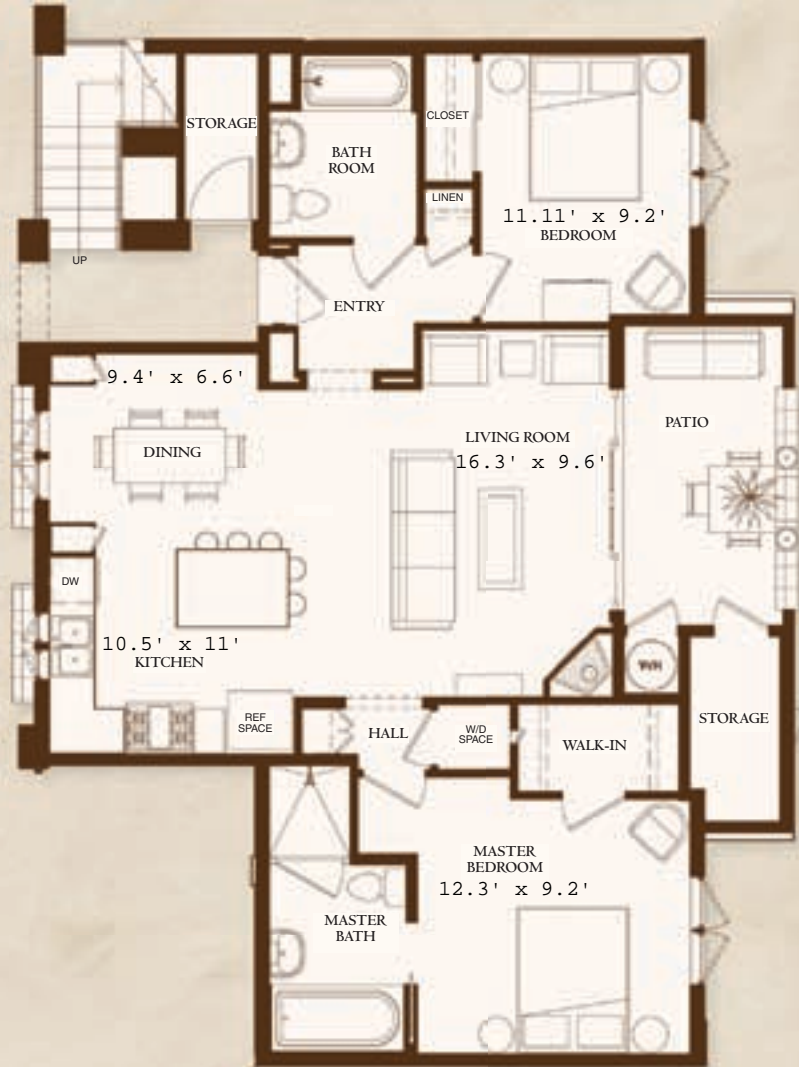 STORAGE
BATH
ROOM
CLOSET
LINEN
11.11' x 9.2'
BEDROOM
UP
ENTRY
9.4' x 6.6'
DINING
LIVING ROOM
16.3' x 9.6'
PATIO
DW
10.5' x 11'
KITCHEN
REF
SPACE
HALL
W/D
SPACE
WALK-IN
WH
STORAGE
MASTER
BEDROOM
12.3' x 9.2'
MASTER
BATH